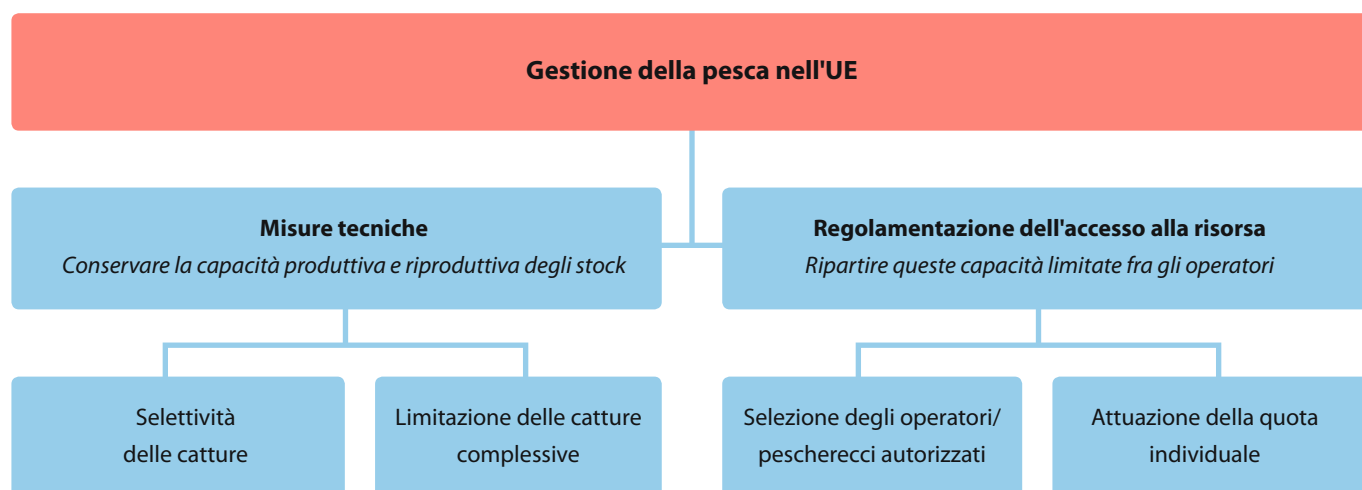 Gestione della pesca nell'UE
Misure tecniche
Conservare la capacità produttiva e riproduttiva degli stock
Regolamentazione dell'accesso alla risorsa
Ripartire queste capacità limitate fra gli operatori
Selettività
delle catture
Limitazione delle catture
complessive
Selezione degli operatori/
pescherecci autorizzati
Attuazione della quota
individuale